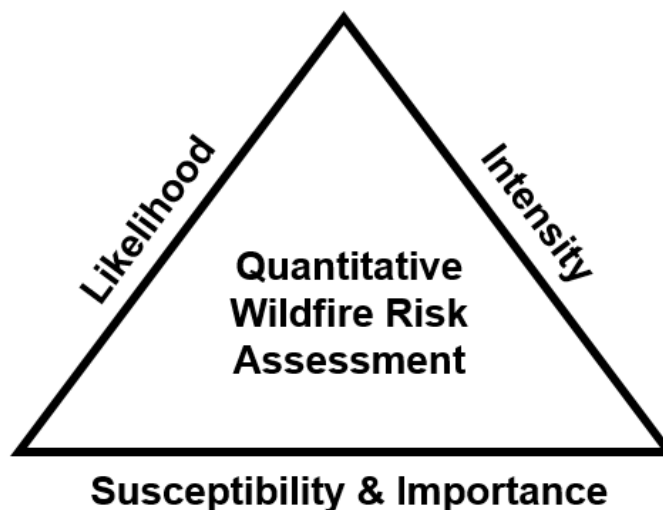 Likelihood
Intensity
Quantitative
Wildfire Risk
Assessment
Susceptibility & Importance